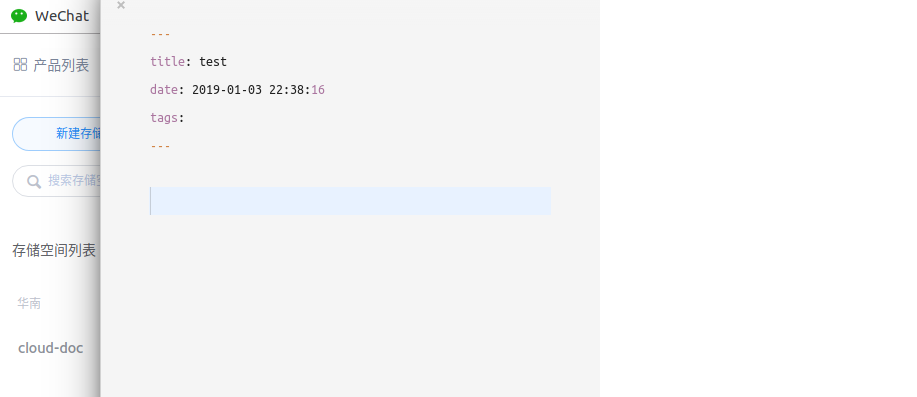 WeChat
产品列表
新建存储
搜索存储空
存储空间列表
华南
cloud-doc
---
title: test
date: 2019-01-03 22:38:16
tags:
---